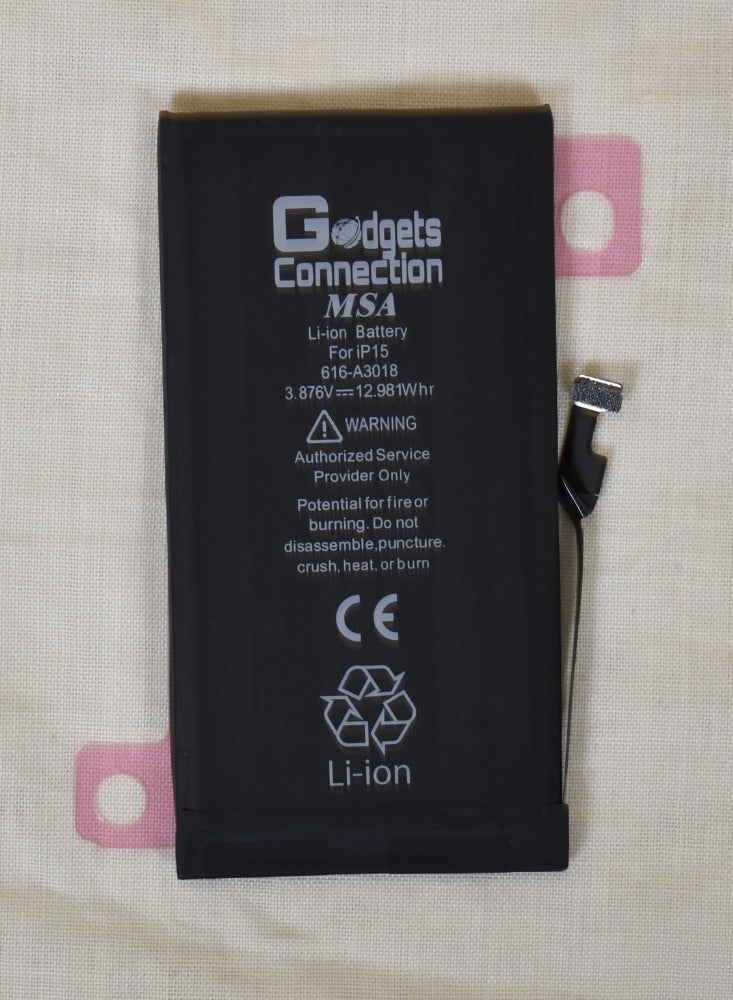 Gadgets
Connection
MSA
Li-ion Battery
For iP15
616-A3018
3.876V⎓12.981Whr
WARNING
Authorized Service
Provider Only
Potential for fire or
burning. Do not
disassemble,puncture.
crush, heat, or burn
CE
Li-ion